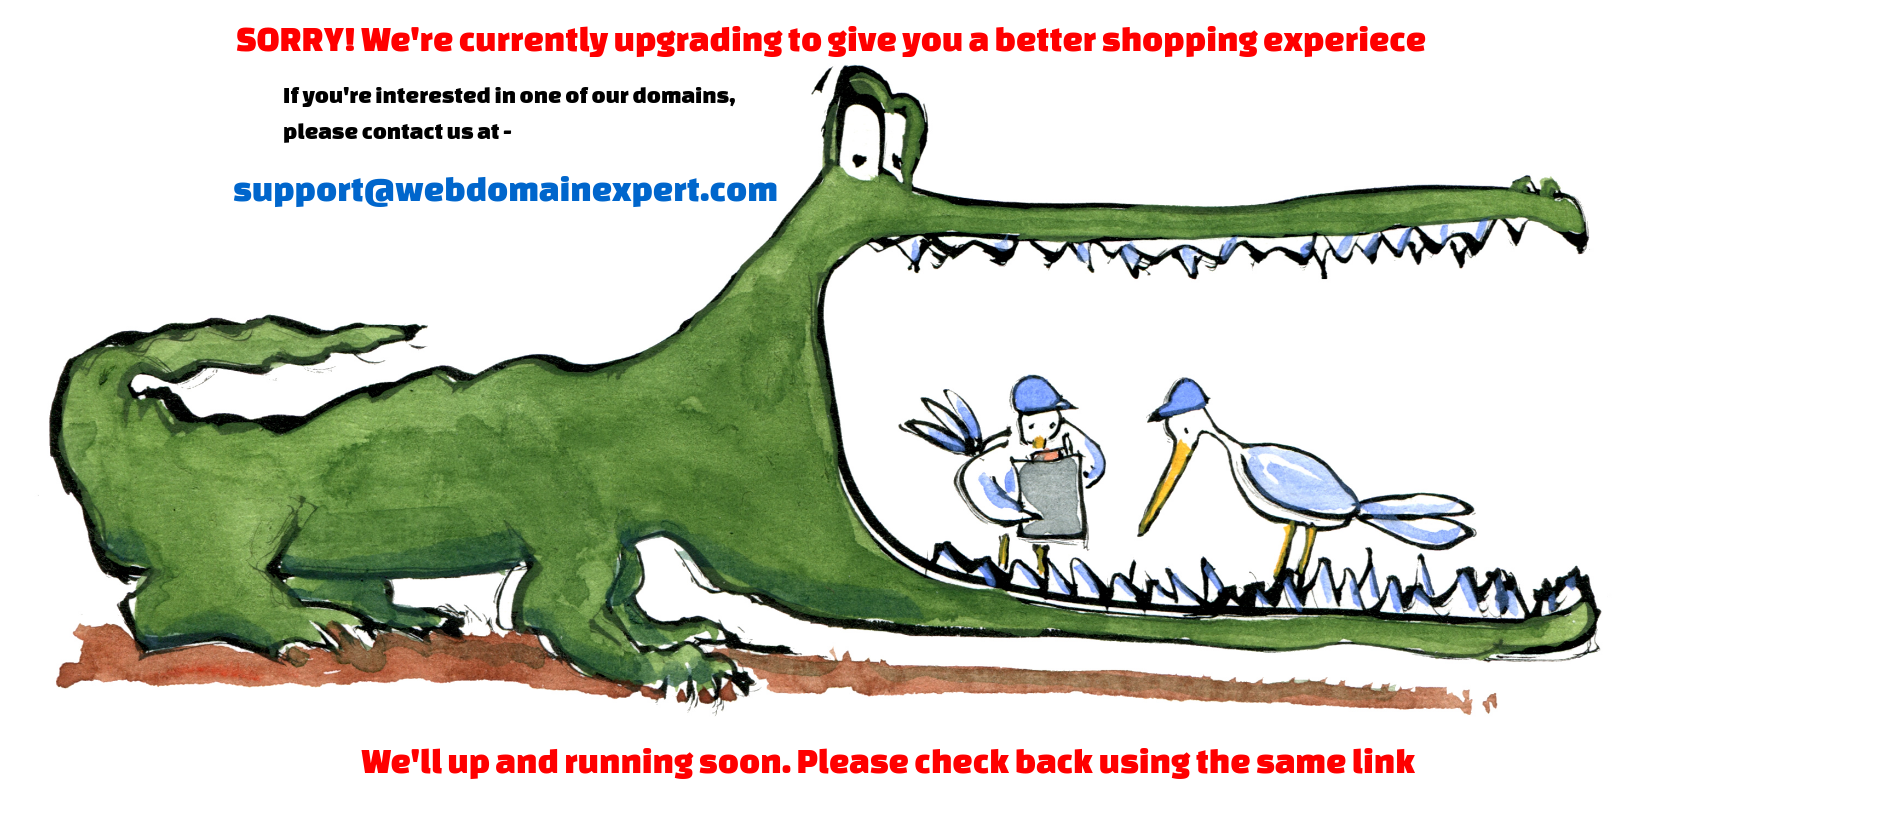 SORRY! We're currently upgrading to give you a better shopping experiece
If you're interested in one of our domains,
please contact us at -
support@webdomainexpert.com
We'll up and running soon. Please check back using the same link